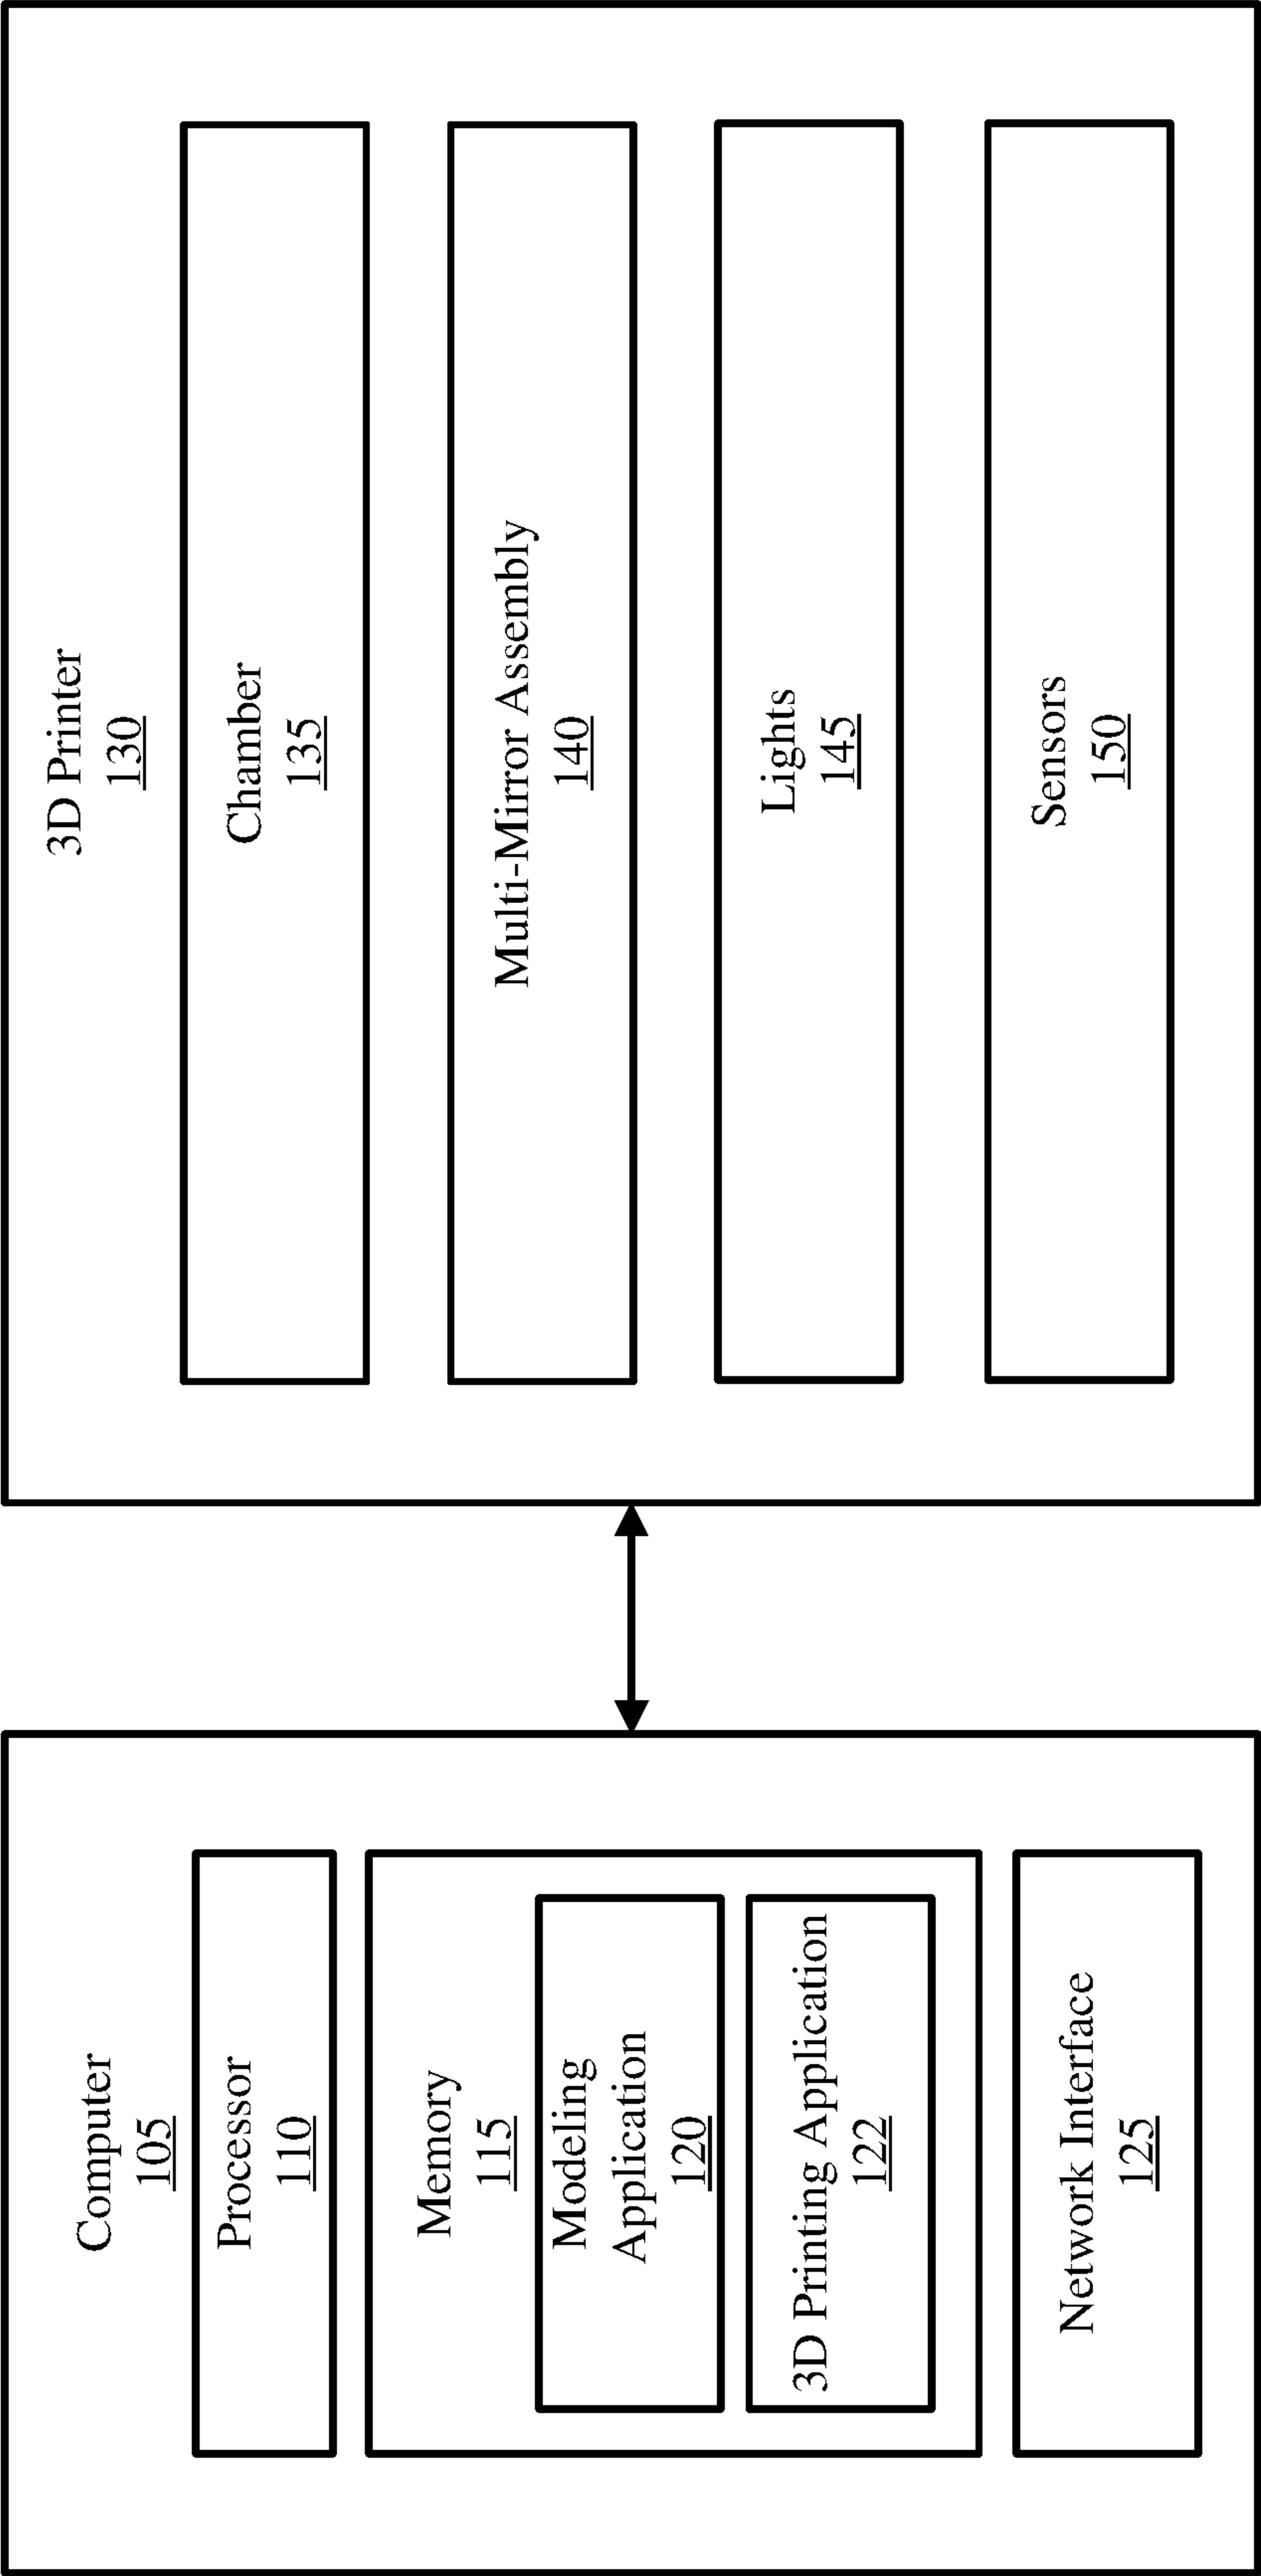 Computer
105
Processor
110
Memory
115
Modeling
Application
120
3D Printing Application
122
Network Interface
125
3D Printer
130
Chamber
135
Multi-Mirror Assembly
140
Lights
145
Sensors
150